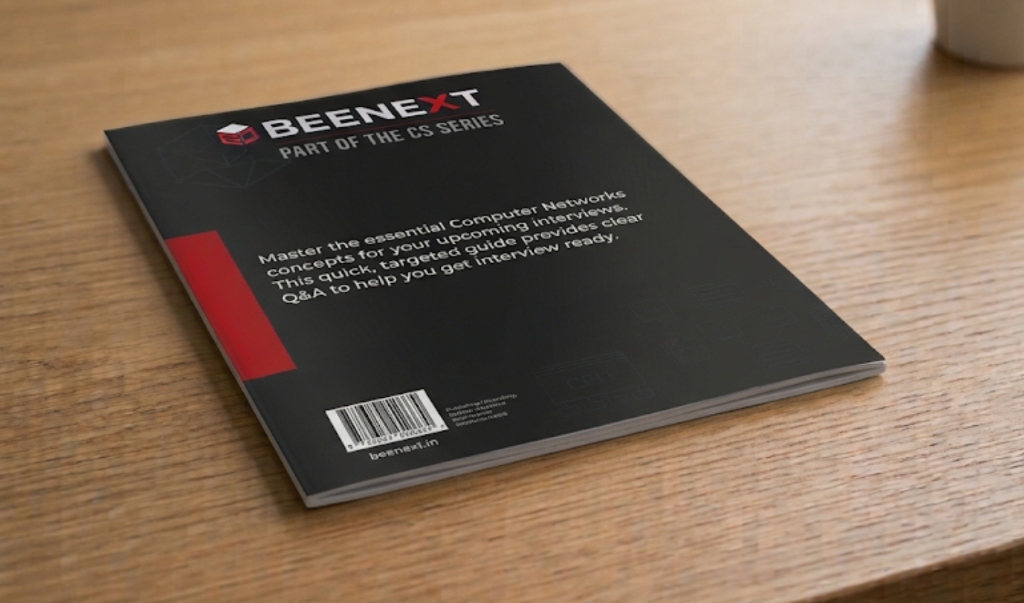 BEENEXT
PART OF THE CS SERIES
Master the essential Computer Networks
concepts for your upcoming interviews.
This quick, targeted guide provides clear
Q&A to help you get interview ready.
beenext.in